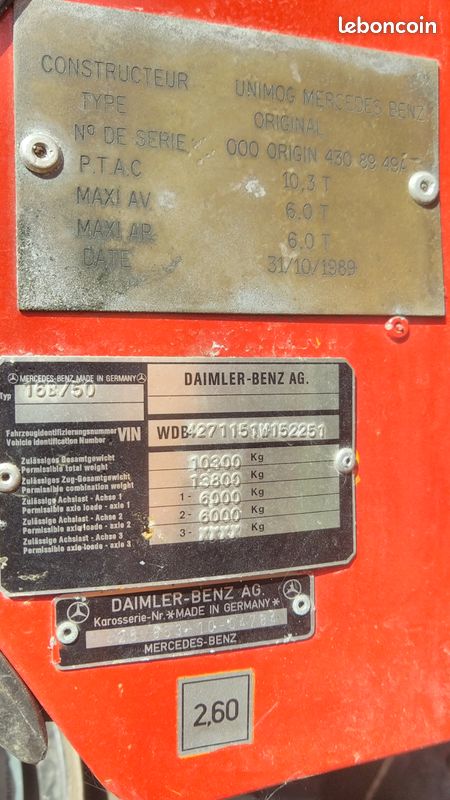 leboncoin
CONSTRUCTEUR UNIMOG MERCEDES BENZ
TYPE ORIGINAL
N° DE SERIE 000 ORIGIN 430 89 49A
P.T.A.C 10,3 T
MAXI AV. 6.0 T
MAXI AR. 6.0 T
DATE 31/10/1989
MERCEDES-BENZ MADE IN GERMANY
DAIMLER-BENZ AG.
Typ
Fahrzeugidentifizierungsnummer
Vehicle Identification Number VIN WDB4271151W152251
Zulässiges Gesamtgewicht
Permissible total weight 10300 Kg
Zulässiges Zug-Gesamtgewicht
Permissible combination weight 13800 Kg
Zulässige Achslast - Achse 1
Permissible axle loade - axle 1 1- 6000 Kg
Zulässige Achslast - Achse 2
Permissible axle loade - axle 2 2- 6000 Kg
Zulässige Achslast - Achse 3
Permissible axle loade - axle 3 3- Kg
DAIMLER-BENZ AG.
Karosserie-Nr.*MADE IN GERMANY*
MERCEDES-BENZ
2,60